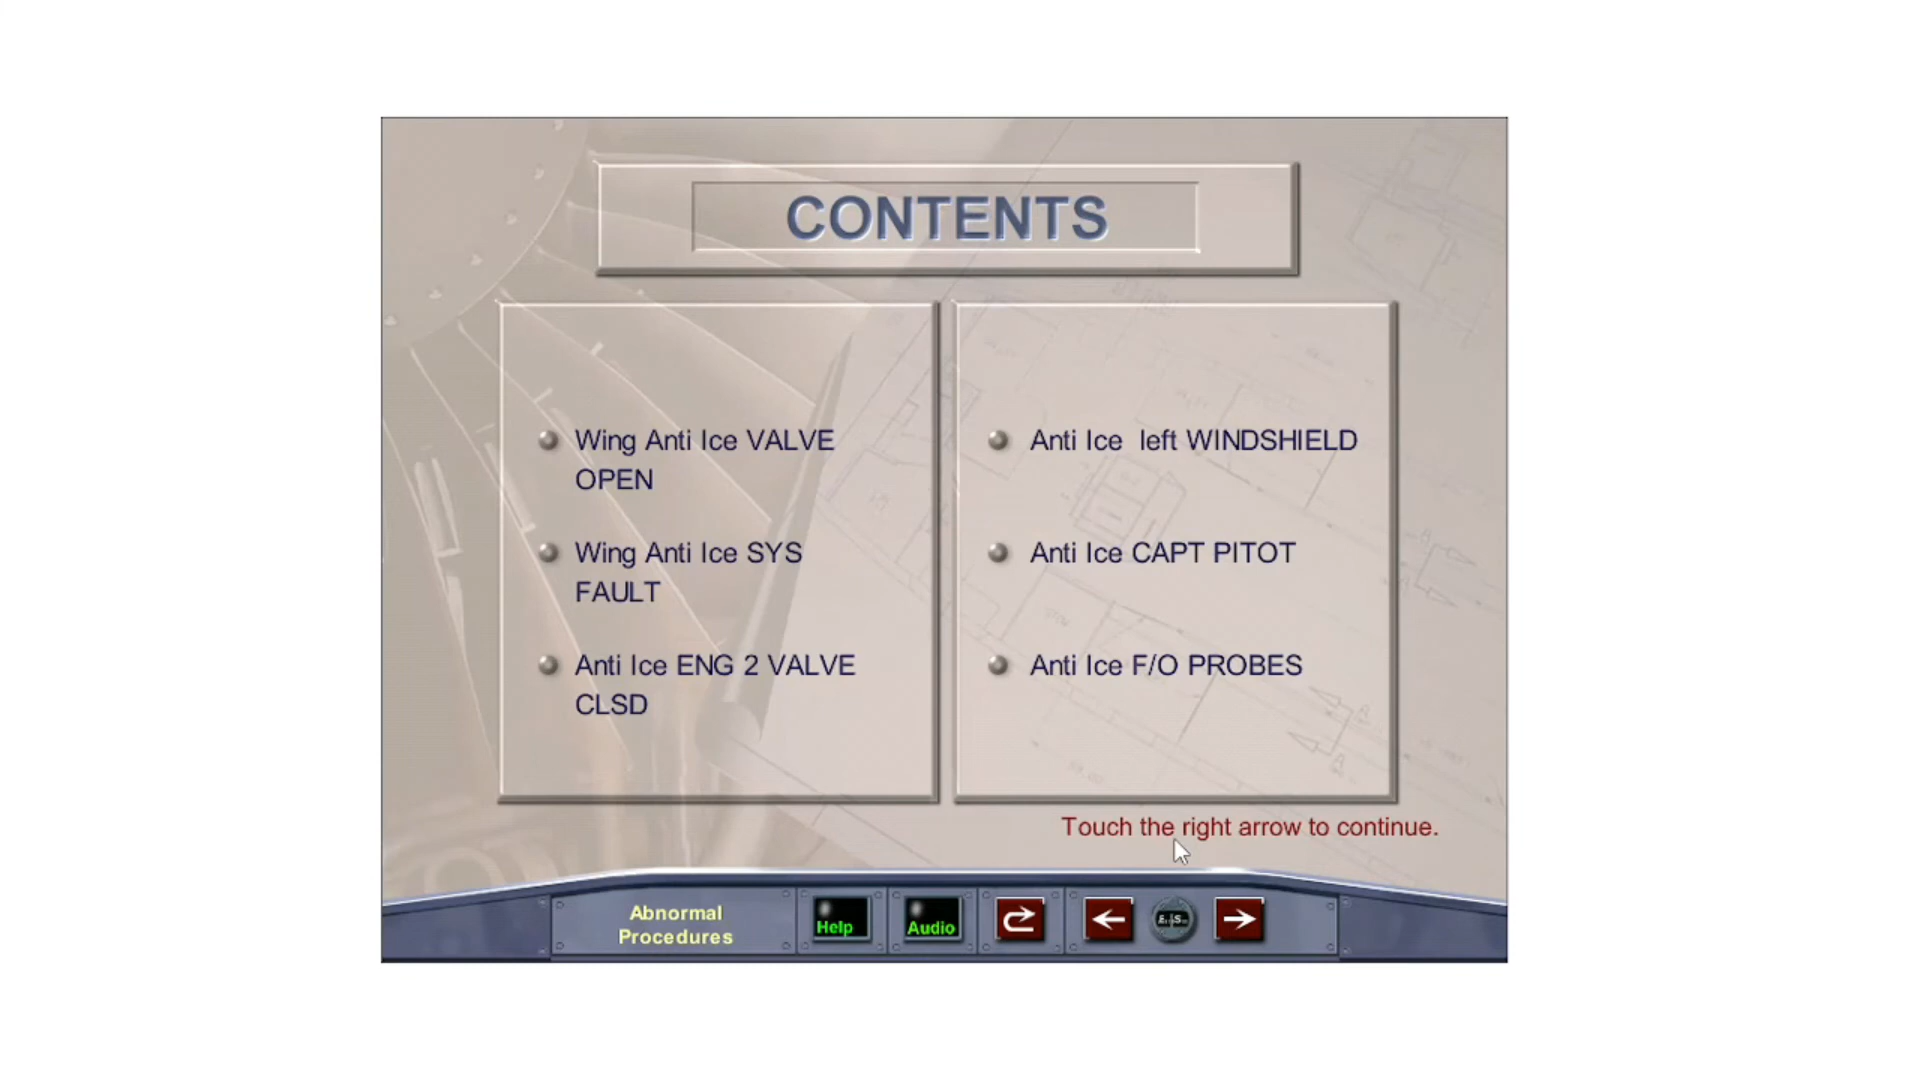 CONTENTS
Wing Anti Ice VALVE
OPEN
Wing Anti Ice SYS
FAULT
Anti Ice ENG 2 VALVE
CLSD
Anti Ice left WINDSHIELD
Anti Ice CAPT PITOT
Anti Ice F/O PROBES
Touch the right arrow to continue.
Abnormal
Procedures
Help
Audio